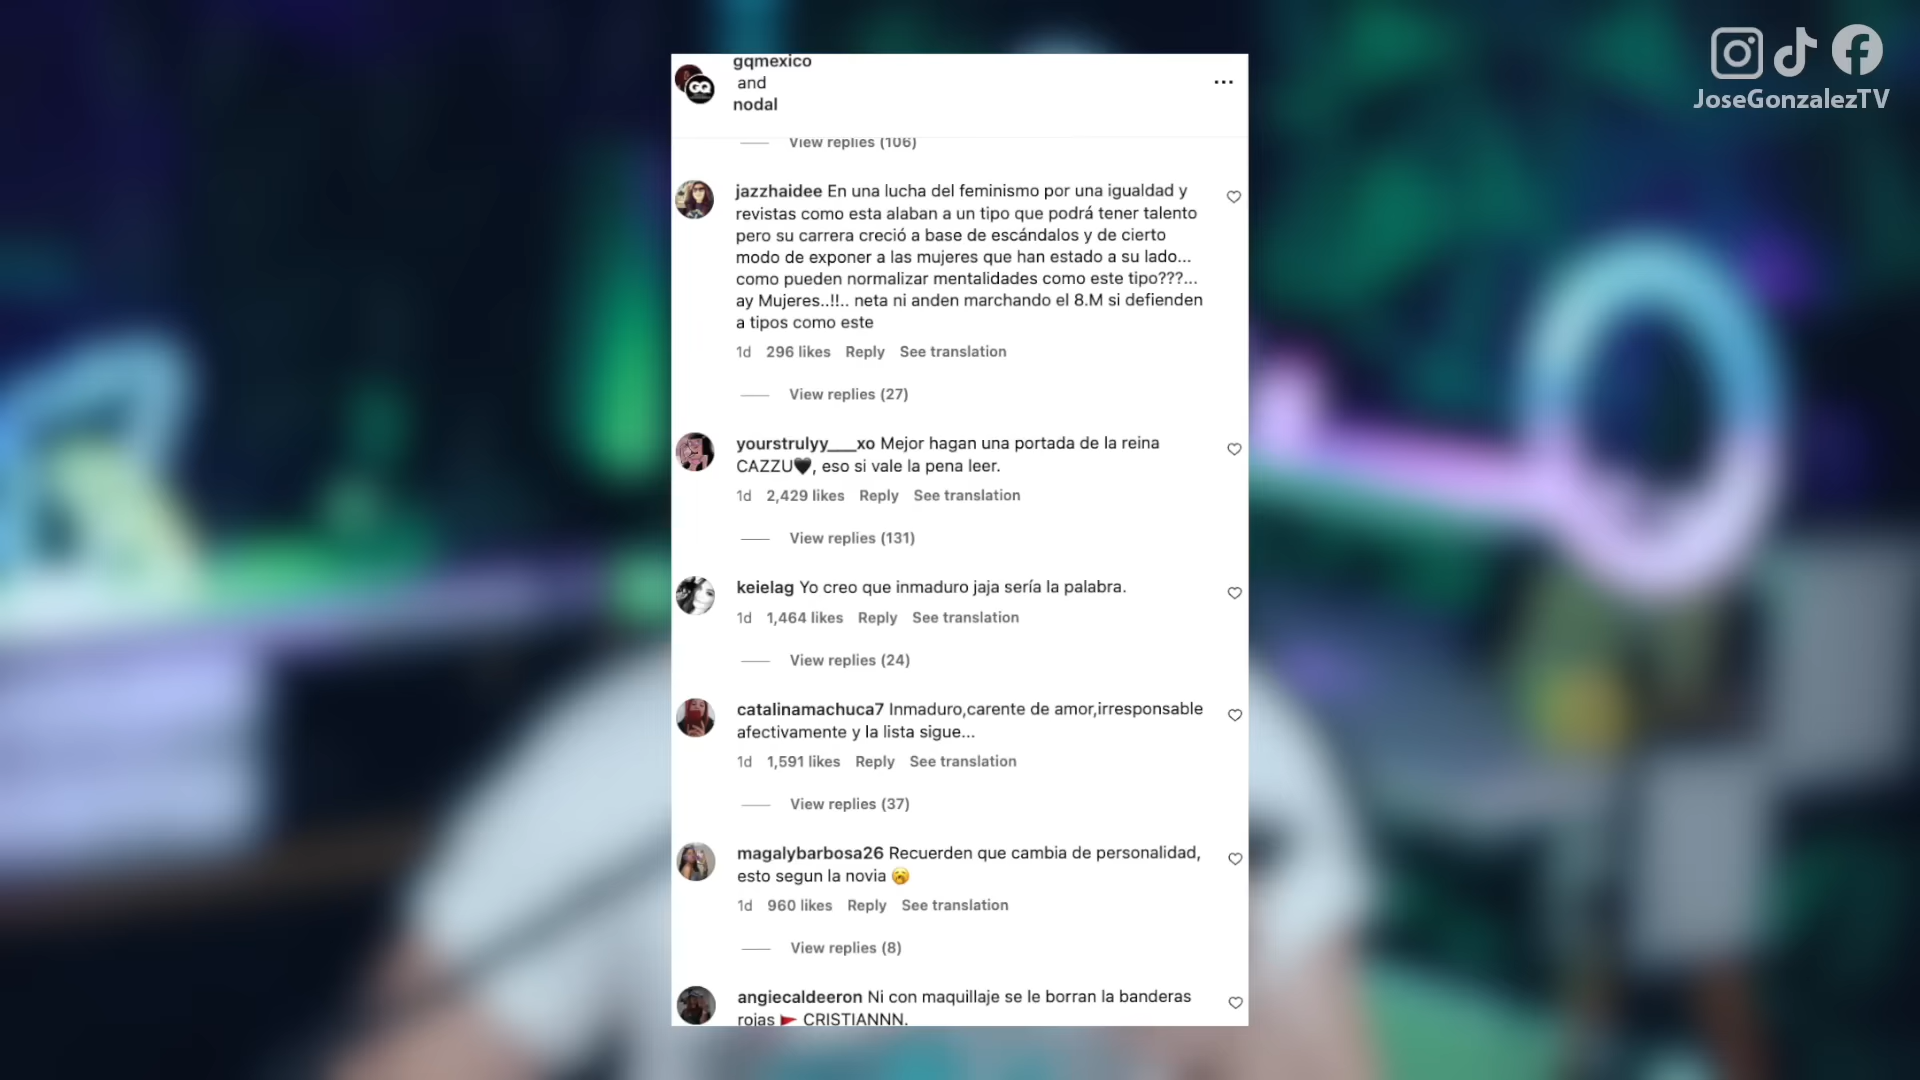 JoseGonzalezTV
gqmexico
and
nodal
GQ
View replies (106)
jazzhaidee En una lucha del feminismo por una igualdad y
revistas como esta alaban a un tipo que podrá tener talento
pero su carrera creció a base de escándalos y de cierto
modo de exponer a las mujeres que han estado a su lado...
como pueden normalizar mentalidades como este tipo???...
ay Mujeres..!!.. neta ni anden marchando el 8.M si defienden
a tipos como este
1d 296 likes Reply See translation
View replies (27)
yourstrulyy___xo Mejor hagan una portada de la reina
CAZZU🖤, eso si vale la pena leer.
1d 2,429 likes Reply See translation
View replies (131)
keielag Yo creo que inmaduro jaja sería la palabra.
1d 1,464 likes Reply See translation
View replies (24)
catalinamachuca7 Inmaduro,carente de amor,irresponsable
afectivamente y la lista sigue...
1d 1,591 likes Reply See translation
View replies (37)
magalybarbosa26 Recuerden que cambia de personalidad,
esto segun la novia 🥱
1d 960 likes Reply See translation
View replies (8)
angiecaldeeron Ni con maquillaje se le borran la banderas
rojas 🚩 CRISTIANNN.